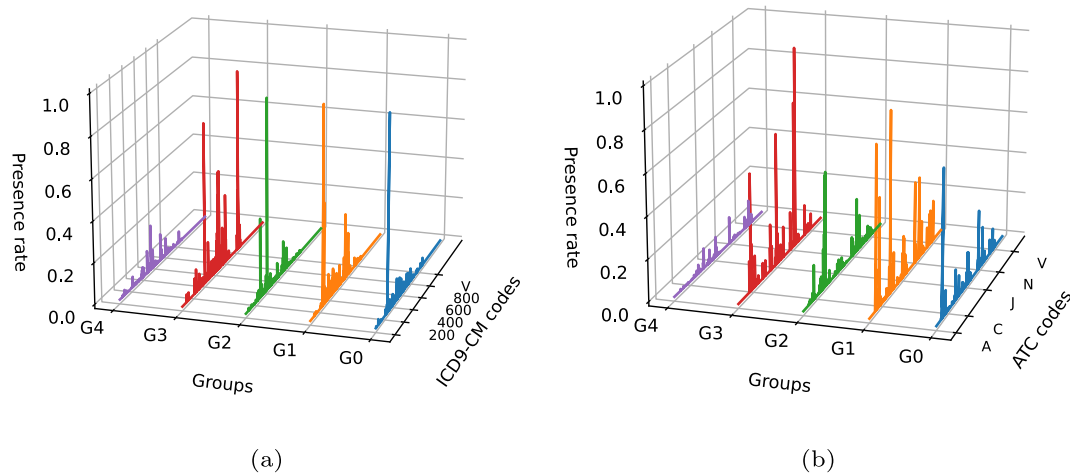 1.0
0.8
0.6
0.4
0.2
0.0
Presence rate
G4
G3
G2
G1
G0
Groups
V
800
600
400
200
ICD9-CM codes
(a)
1.0
0.8
0.6
0.4
0.2
0.0
Presence rate
G4
G3
G2
G1
G0
Groups
V
N
J
C
A
ATC codes
(b)